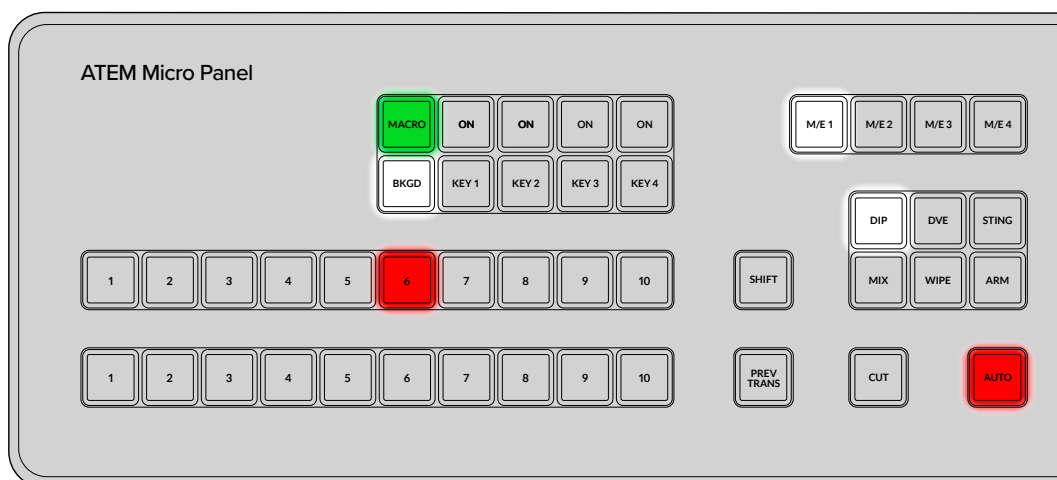 ATEM Micro Panel
MACRO ON ON ON ON
M/E 1 M/E 2 M/E 3 M/E 4
BKGD KEY 1 KEY 2 KEY 3 KEY 4
DIP DVE STING
1 2 3 4 5 6 7 8 9 10
SHIFT
MIX WIPE ARM
1 2 3 4 5 6 7 8 9 10
PREV
TRANS
CUT
AUTO